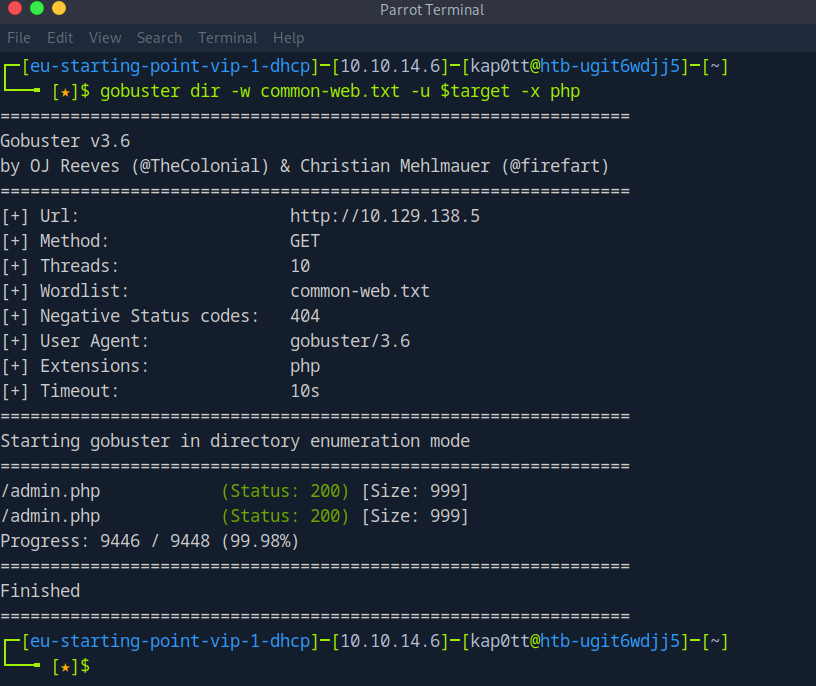 Parrot Terminal
File Edit View Search Terminal Help
┌─[eu-starting-point-vip-1-dhcp]─[10.10.14.6]─[kap0tt@htb-ugit6wdjj5]─[~]
└──╼ [★]$ gobuster dir -w common-web.txt -u $target -x php
===============================================================
Gobuster v3.6
by OJ Reeves (@TheColonial) & Christian Mehlmauer (@firefart)
===============================================================
[+] Url:                     http://10.129.138.5
[+] Method:                  GET
[+] Threads:                 10
[+] Wordlist:                common-web.txt
[+] Negative Status codes:   404
[+] User Agent:              gobuster/3.6
[+] Extensions:              php
[+] Timeout:                 10s
===============================================================
Starting gobuster in directory enumeration mode
===============================================================
/admin.php            (Status: 200) [Size: 999]
/admin.php            (Status: 200) [Size: 999]
Progress: 9446 / 9448 (99.98%)
===============================================================
Finished
===============================================================
┌─[eu-starting-point-vip-1-dhcp]─[10.10.14.6]─[kap0tt@htb-ugit6wdjj5]─[~]
└──╼ [★]$